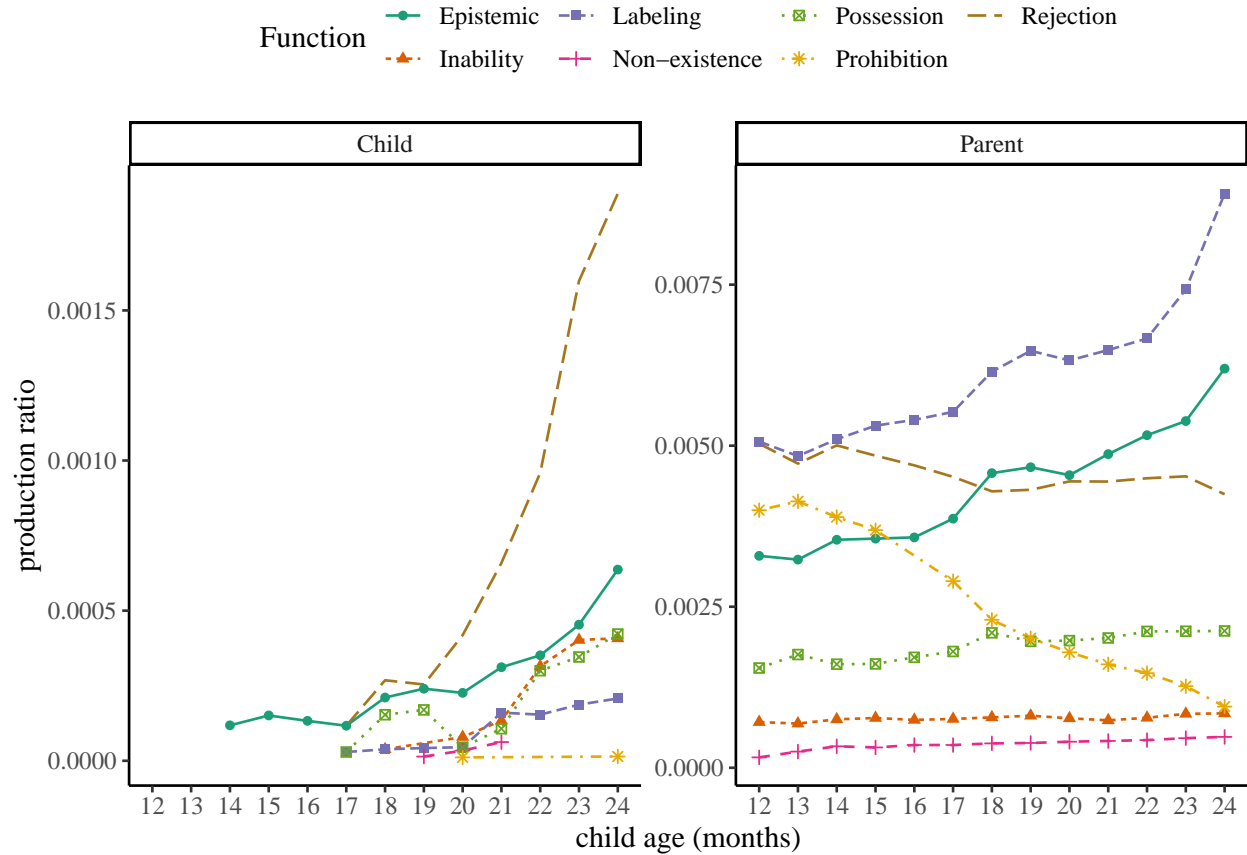 Function
Epistemic Labeling Possession Rejection
Inability Non−existence Prohibition
Child Parent
production ratio
0.0015
0.0010
0.0005
0.0000
0.0075
0.0050
0.0025
0.0000
12 13 14 15 16 17 18 19 20 21 22 23 24
12 13 14 15 16 17 18 19 20 21 22 23 24
child age (months)